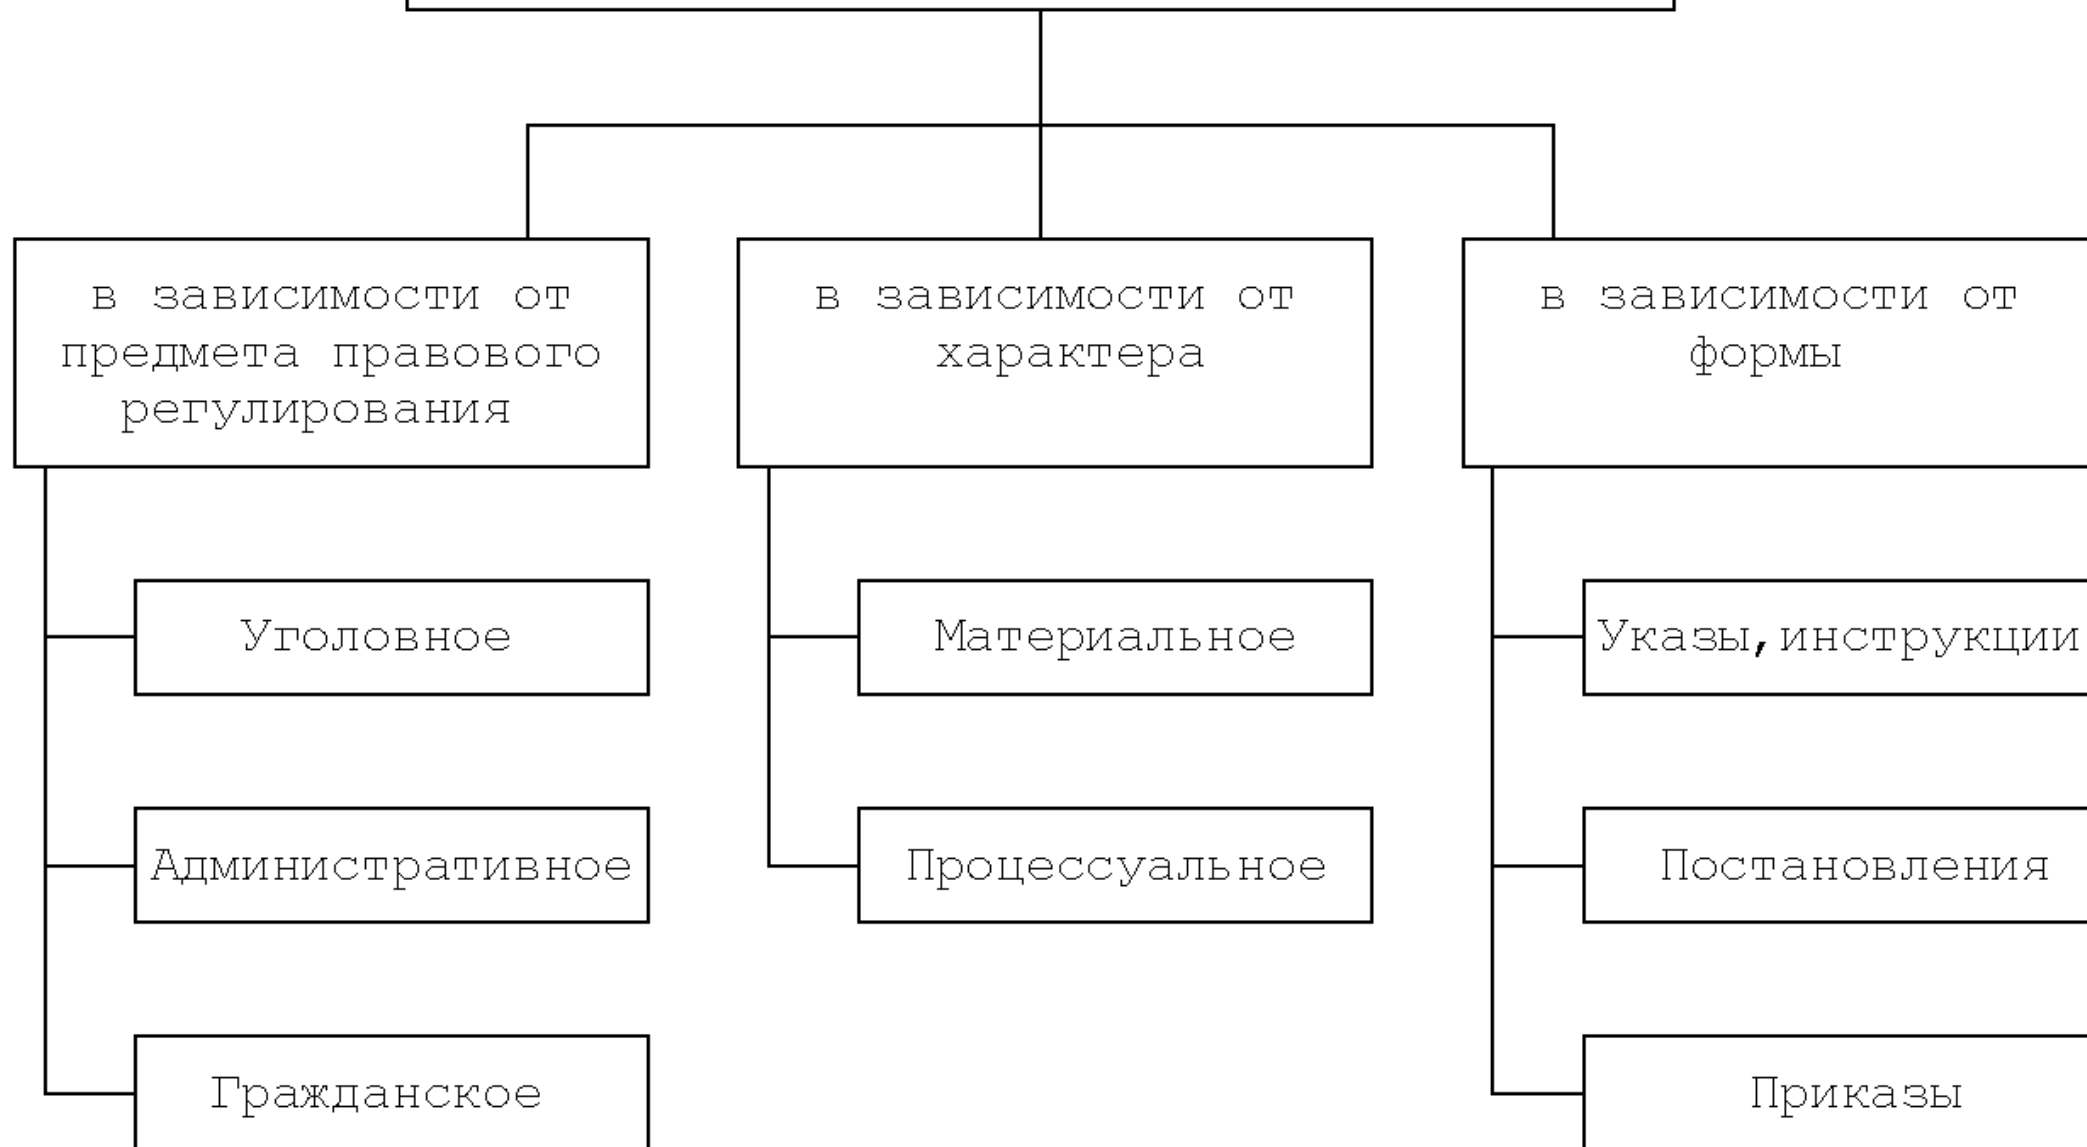 в зависимости от
предмета правового
регулирования
в зависимости от
характера
в зависимости от
формы
Уголовное
Материальное
Указы,инструкции
Административное
Процессуальное
Постановления
Гражданское
Приказы